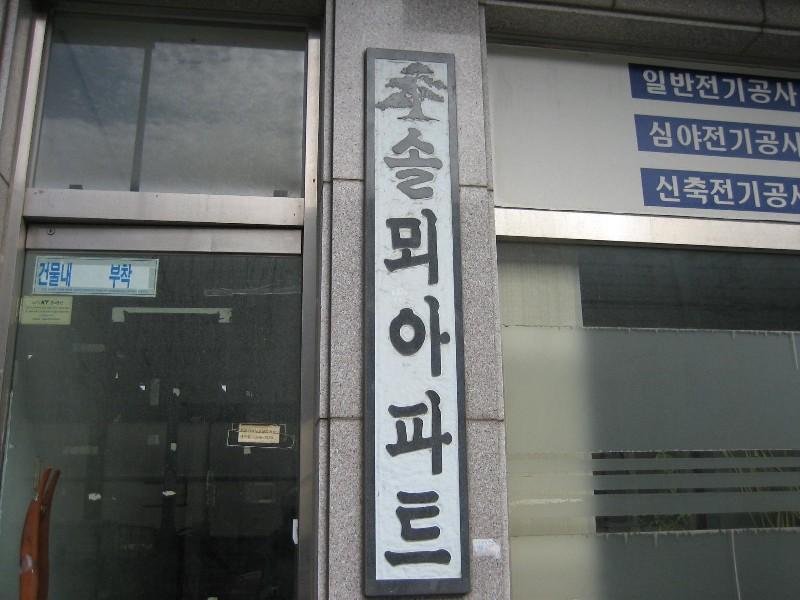 솔뫼아파트
일반전기공사
심야전기공사
신축전기공사
건물내 부착